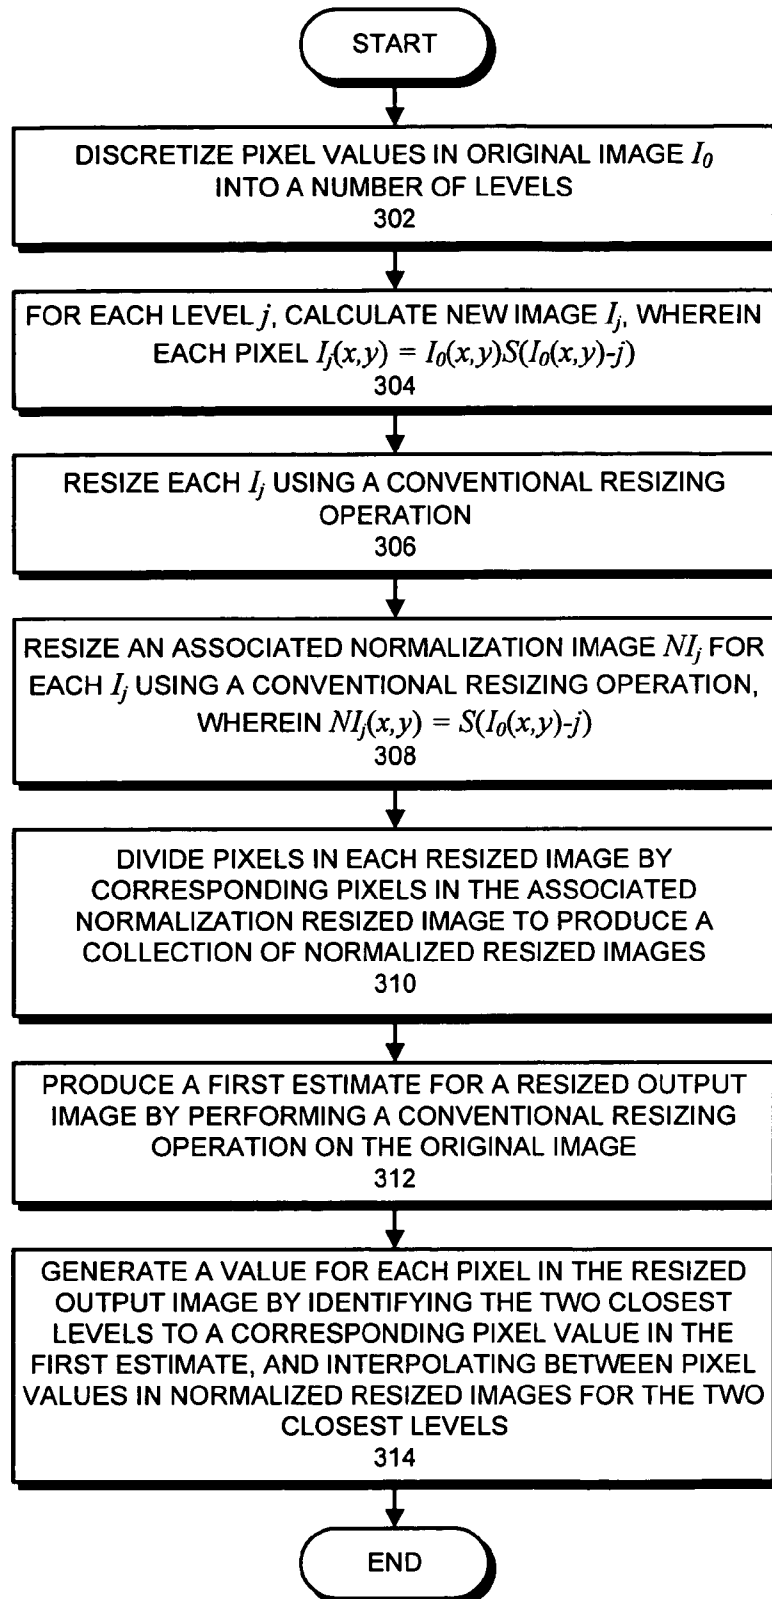 START
DISCRETIZE PIXEL VALUES IN ORIGINAL IMAGE I₀
INTO A NUMBER OF LEVELS
302
FOR EACH LEVEL j, CALCULATE NEW IMAGE Iⱼ, WHEREIN
EACH PIXEL Iⱼ(x,y) = I₀(x,y)S(I₀(x,y)-j)
304
RESIZE EACH Iⱼ USING A CONVENTIONAL RESIZING
OPERATION
306
RESIZE AN ASSOCIATED NORMALIZATION IMAGE NIⱼ FOR
EACH Iⱼ USING A CONVENTIONAL RESIZING OPERATION,
WHEREIN NIⱼ(x,y) = S(I₀(x,y)-j)
308
DIVIDE PIXELS IN EACH RESIZED IMAGE BY
CORRESPONDING PIXELS IN THE ASSOCIATED
NORMALIZATION RESIZED IMAGE TO PRODUCE A
COLLECTION OF NORMALIZED RESIZED IMAGES
310
PRODUCE A FIRST ESTIMATE FOR A RESIZED OUTPUT
IMAGE BY PERFORMING A CONVENTIONAL RESIZING
OPERATION ON THE ORIGINAL IMAGE
312
GENERATE A VALUE FOR EACH PIXEL IN THE RESIZED
OUTPUT IMAGE BY IDENTIFYING THE TWO CLOSEST
LEVELS TO A CORRESPONDING PIXEL VALUE IN THE
FIRST ESTIMATE, AND INTERPOLATING BETWEEN PIXEL
VALUES IN NORMALIZED RESIZED IMAGES FOR THE TWO
CLOSEST LEVELS
314
END